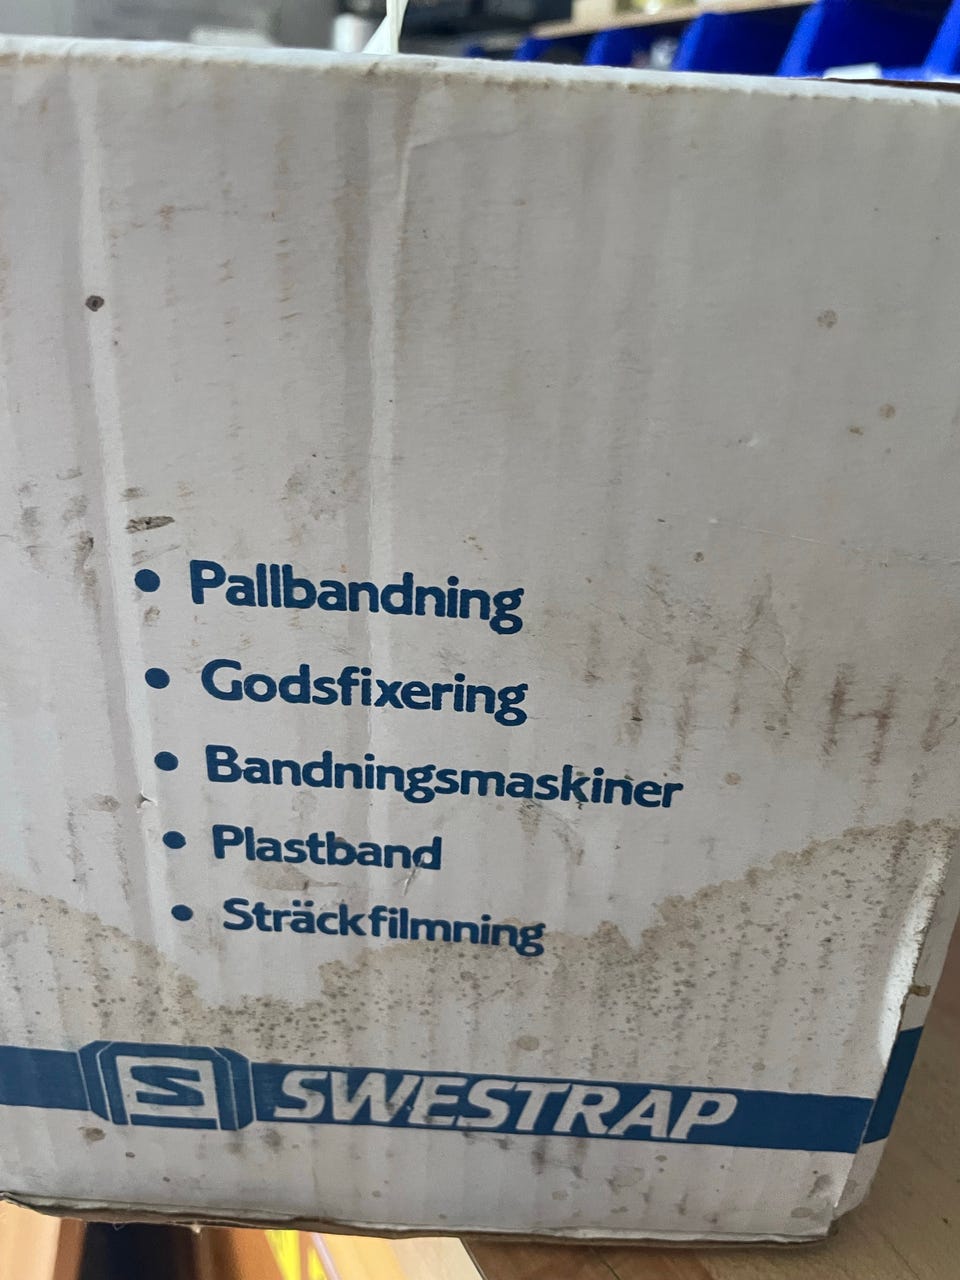 • Pallbandning
• Godsfixering
• Bandningsmaskiner
• Plastband
• Sträckfilmning
S SWESTRAP